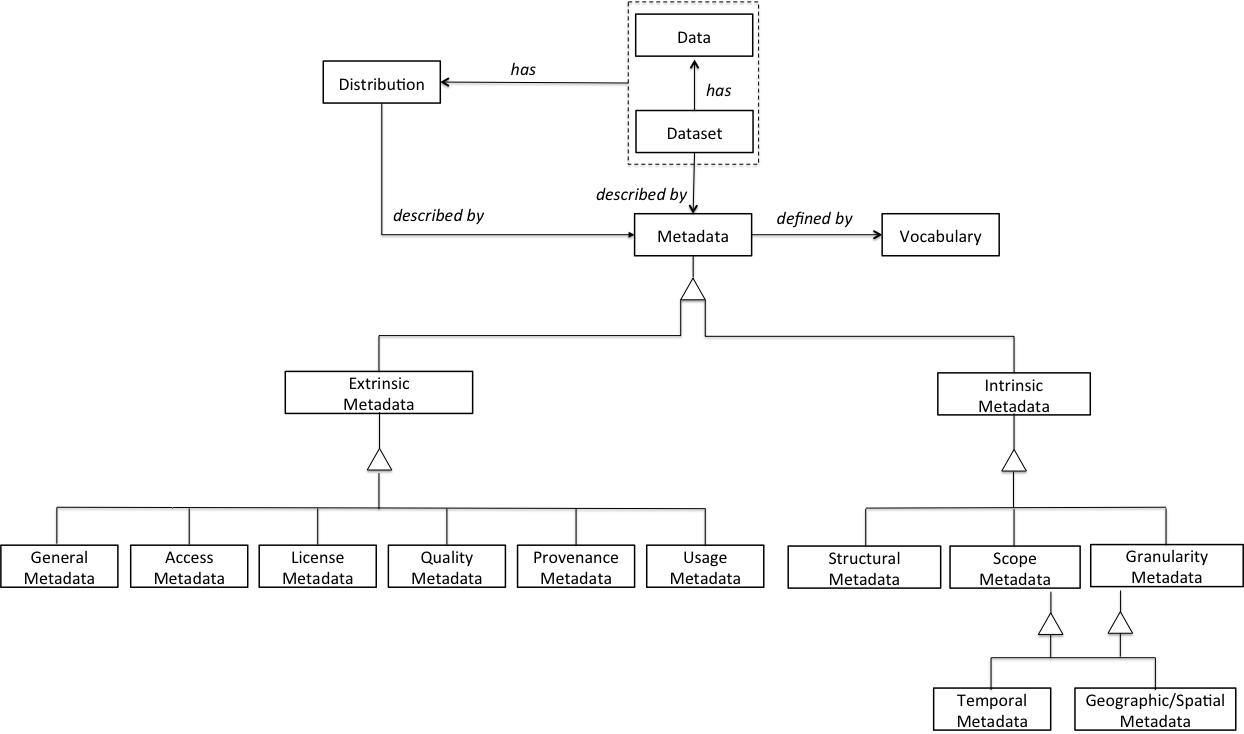 Data
has
Distribution
has
Dataset
described by
described by
Metadata
defined by
Vocabulary
Extrinsic
Metadata
Intrinsic
Metadata
General
Metadata
Access
Metadata
License
Metadata
Quality
Metadata
Provenance
Metadata
Usage
Metadata
Structural
Metadata
Scope
Metadata
Granularity
Metadata
Temporal
Metadata
Geographic/Spatial
Metadata